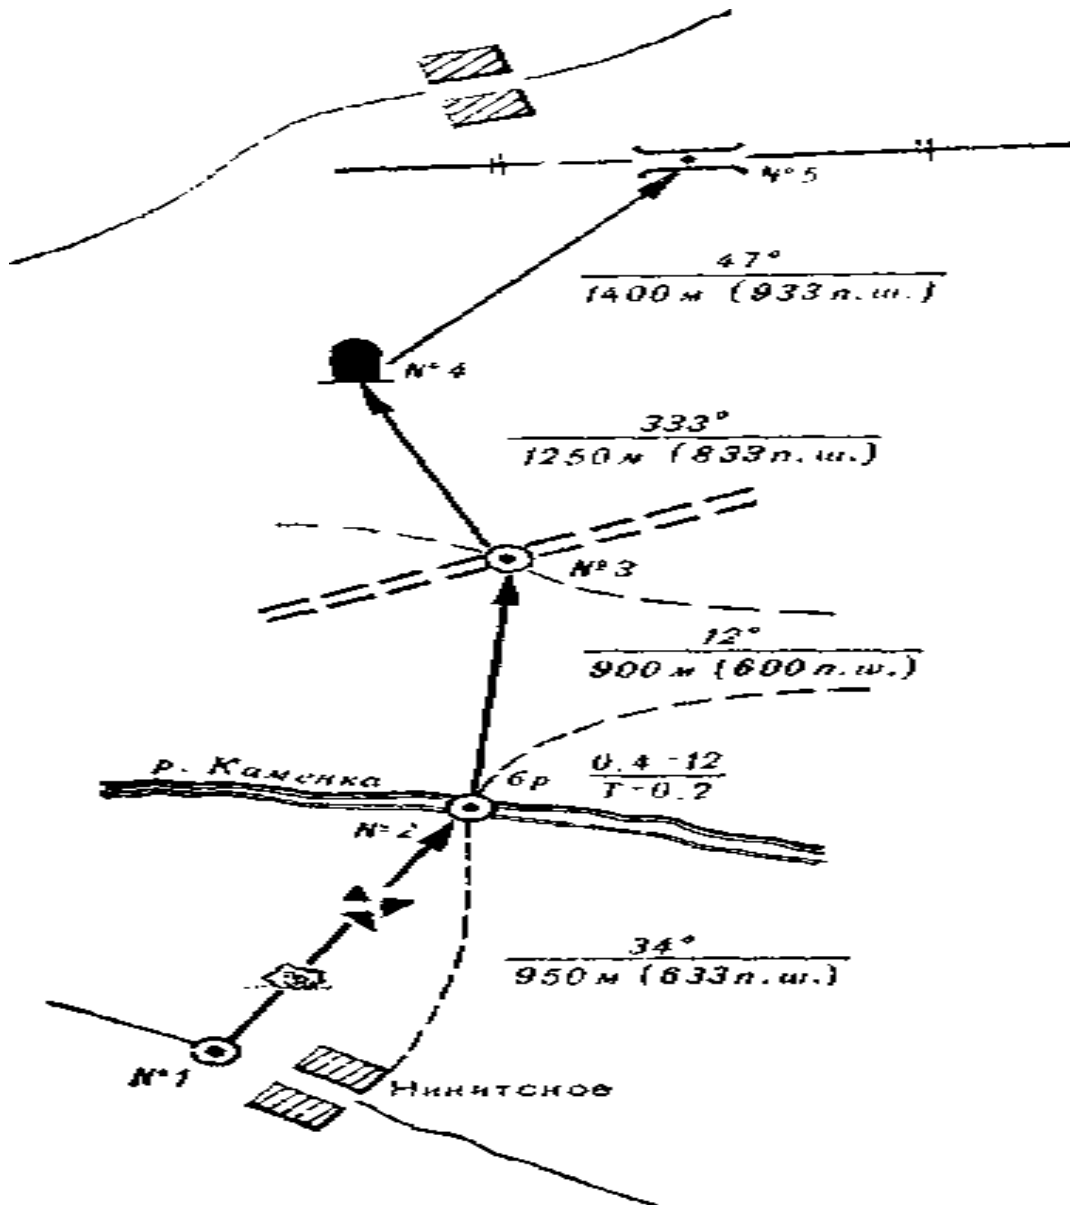 №5
47°
1400 м (933 п.ш.)
№4
333°
1250 м (833 п.ш.)
№3
12°
900 м (600 п.ш.)
р. Каменка
бр
0.4-12
Т-0.2
№2
34°
950 м (633 п.ш.)
№1
Никитское